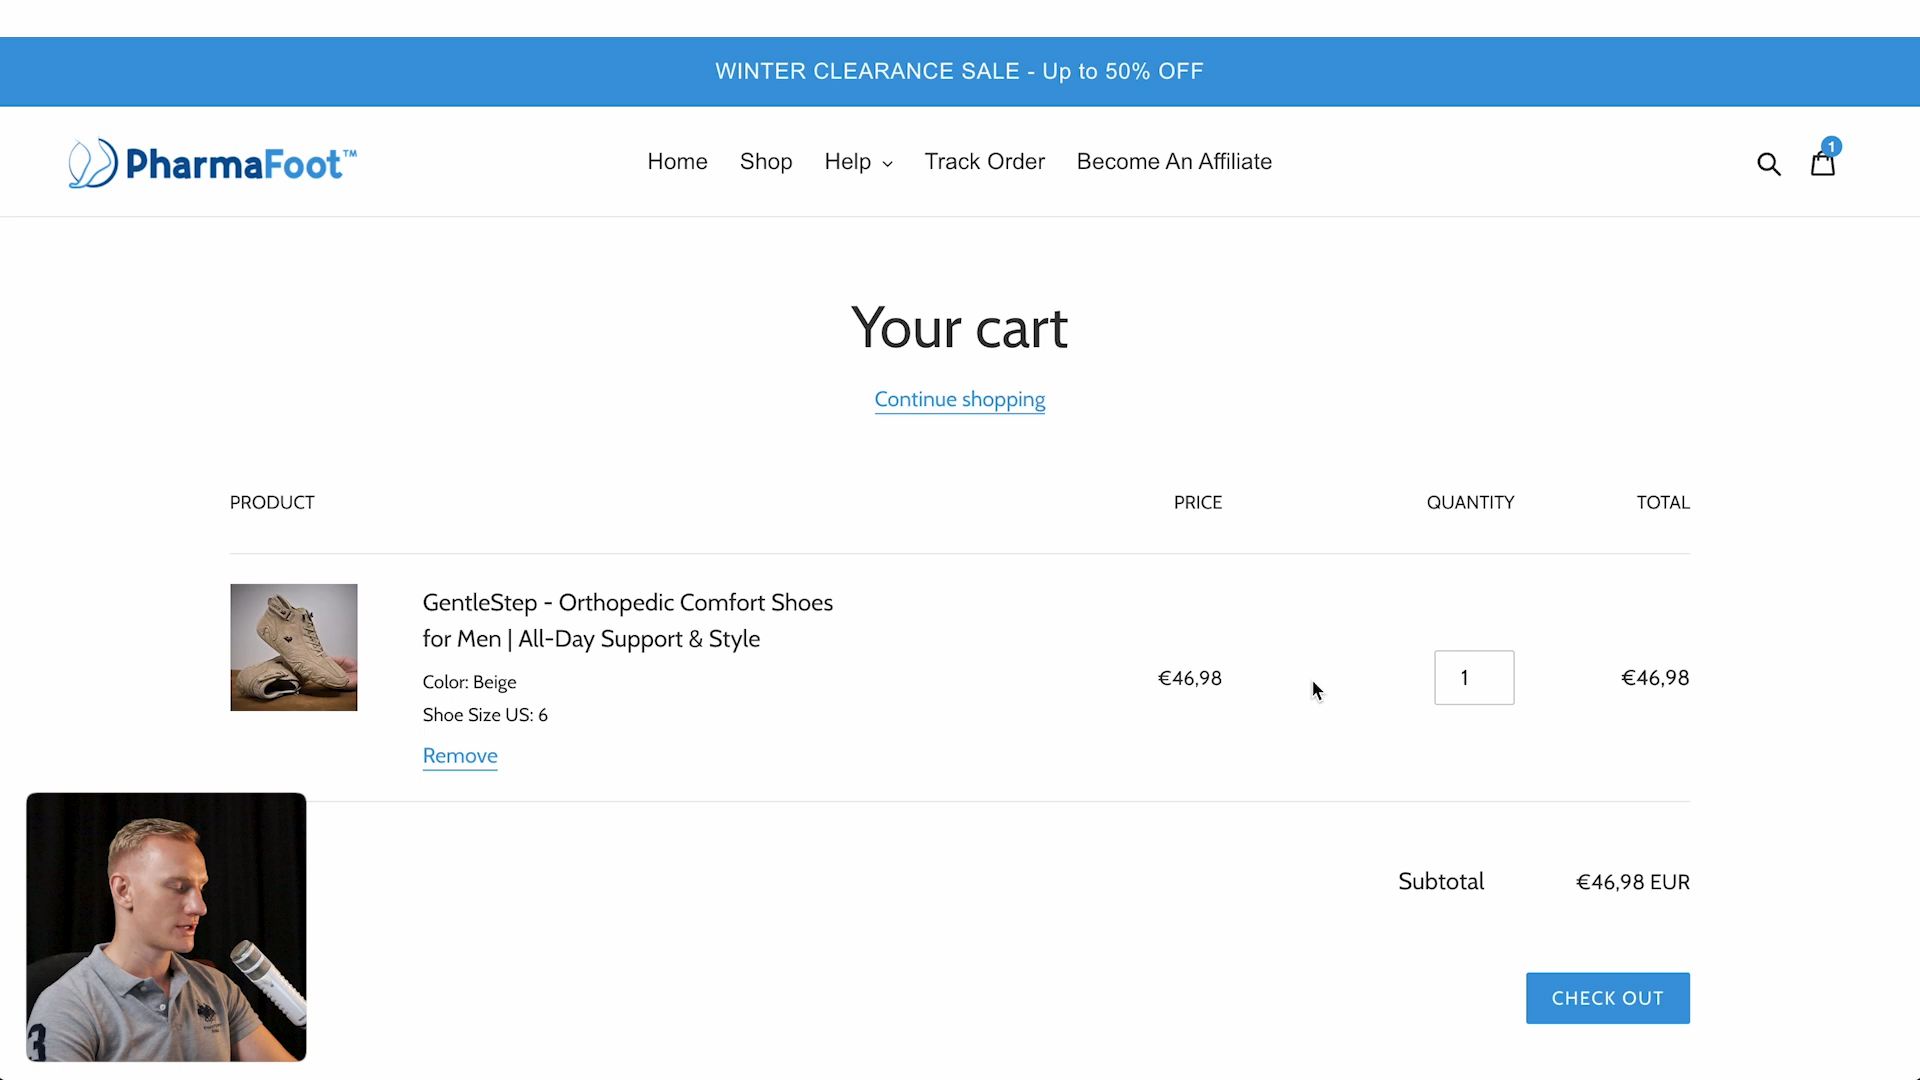 WINTER CLEARANCE SALE - Up to 50% OFF
PharmaFoot™
Home Shop Help Track Order Become An Affiliate
1
Your cart
Continue shopping
PRODUCT PRICE QUANTITY TOTAL
GentleStep - Orthopedic Comfort Shoes
for Men | All-Day Support & Style
Color: Beige
Shoe Size US: 6
Remove
€46,98 1 €46,98
Subtotal €46,98 EUR
CHECK OUT
3